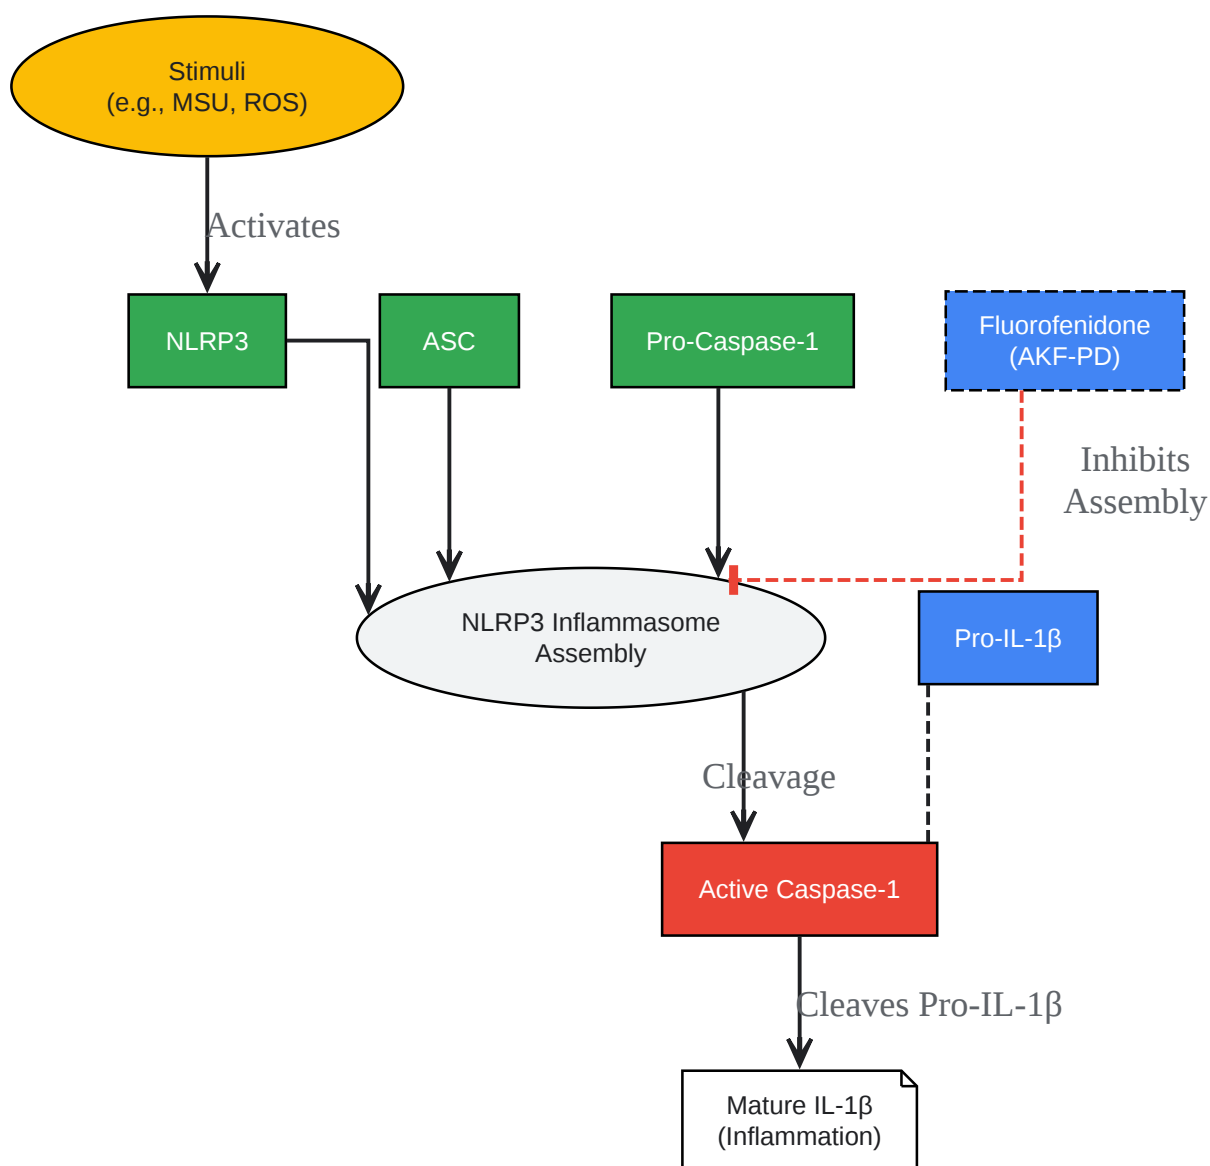 Stimuli
(e.g., MSU, ROS)
Activates
NLRP3
ASC
Pro-Caspase-1
Fluorofenidone
(AKF-PD)
Inhibits
Assembly
NLRP3 Inflammasome
Assembly
Pro-IL-1β
Cleavage
Active Caspase-1
Cleaves Pro-IL-1β
Mature IL-1β
(Inflammation)